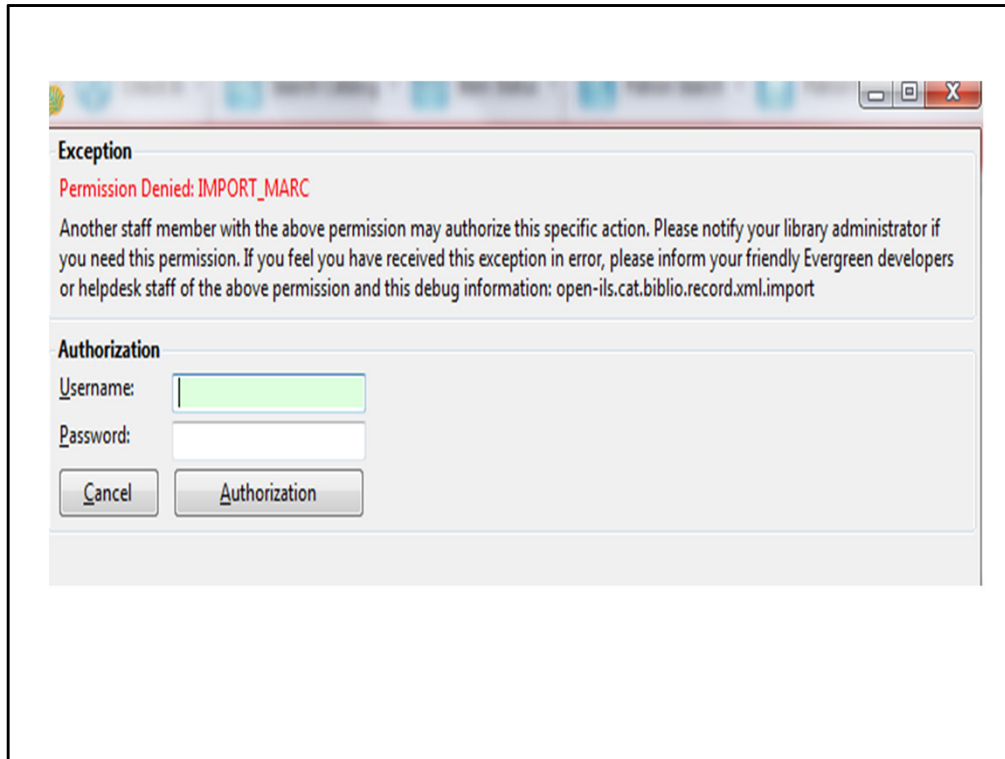 Exception
Permission Denied: IMPORT_MARC
Another staff member with the above permission may authorize this specific action. Please notify your library administrator if
you need this permission. If you feel you have received this exception in error, please inform your friendly Evergreen developers
or helpdesk staff of the above permission and this debug information: open-ils.cat.biblio.record.xml.import
Authorization
Username:
Password:
Cancel Authorization